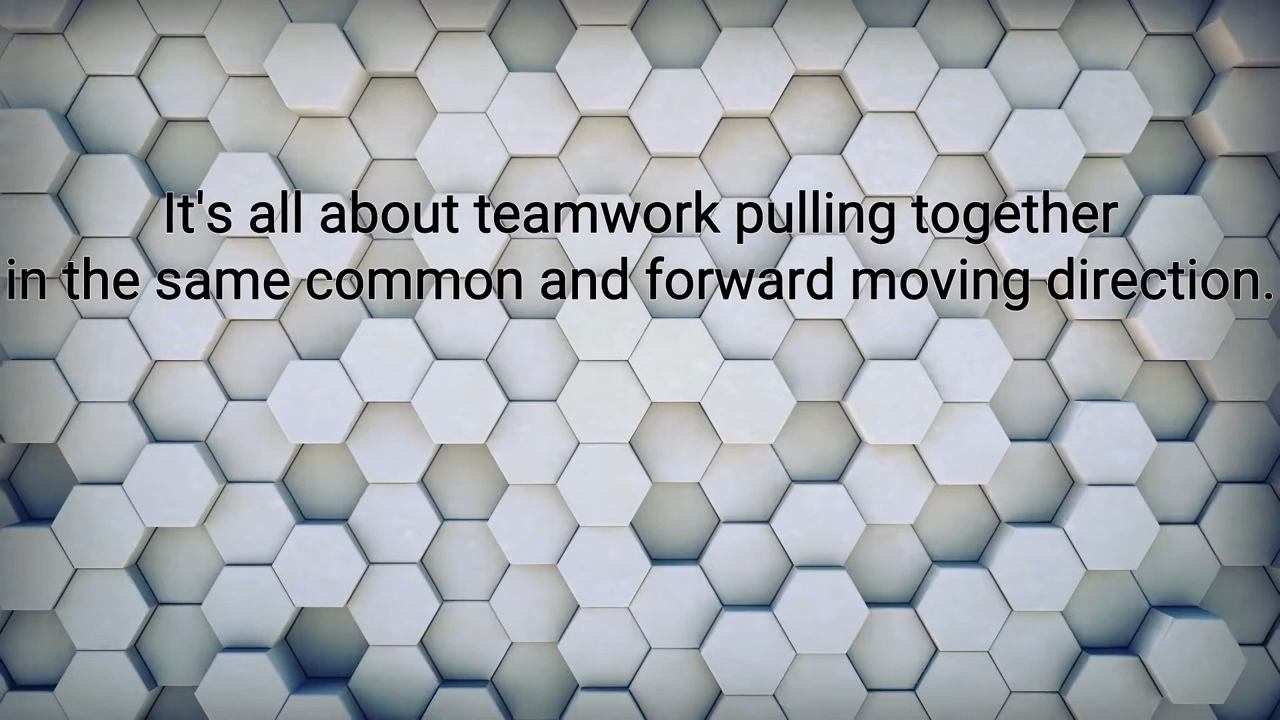 It's all about teamwork pulling together
in the same common and forward moving direction.